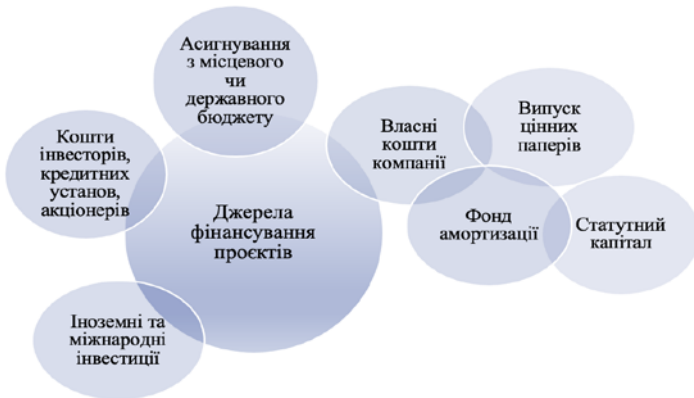 Асигнування
з місцевого
чи
державного
бюджету
Кошти
інвесторів,
кредитних
установ,
акціонерів
Власні
кошти
компанії
Випуск
цінних
паперів
Джерела
фінансування
проєктів
Фонд
амортизації
Статутний
капітал
Іноземні та
міжнародні
інвестиції